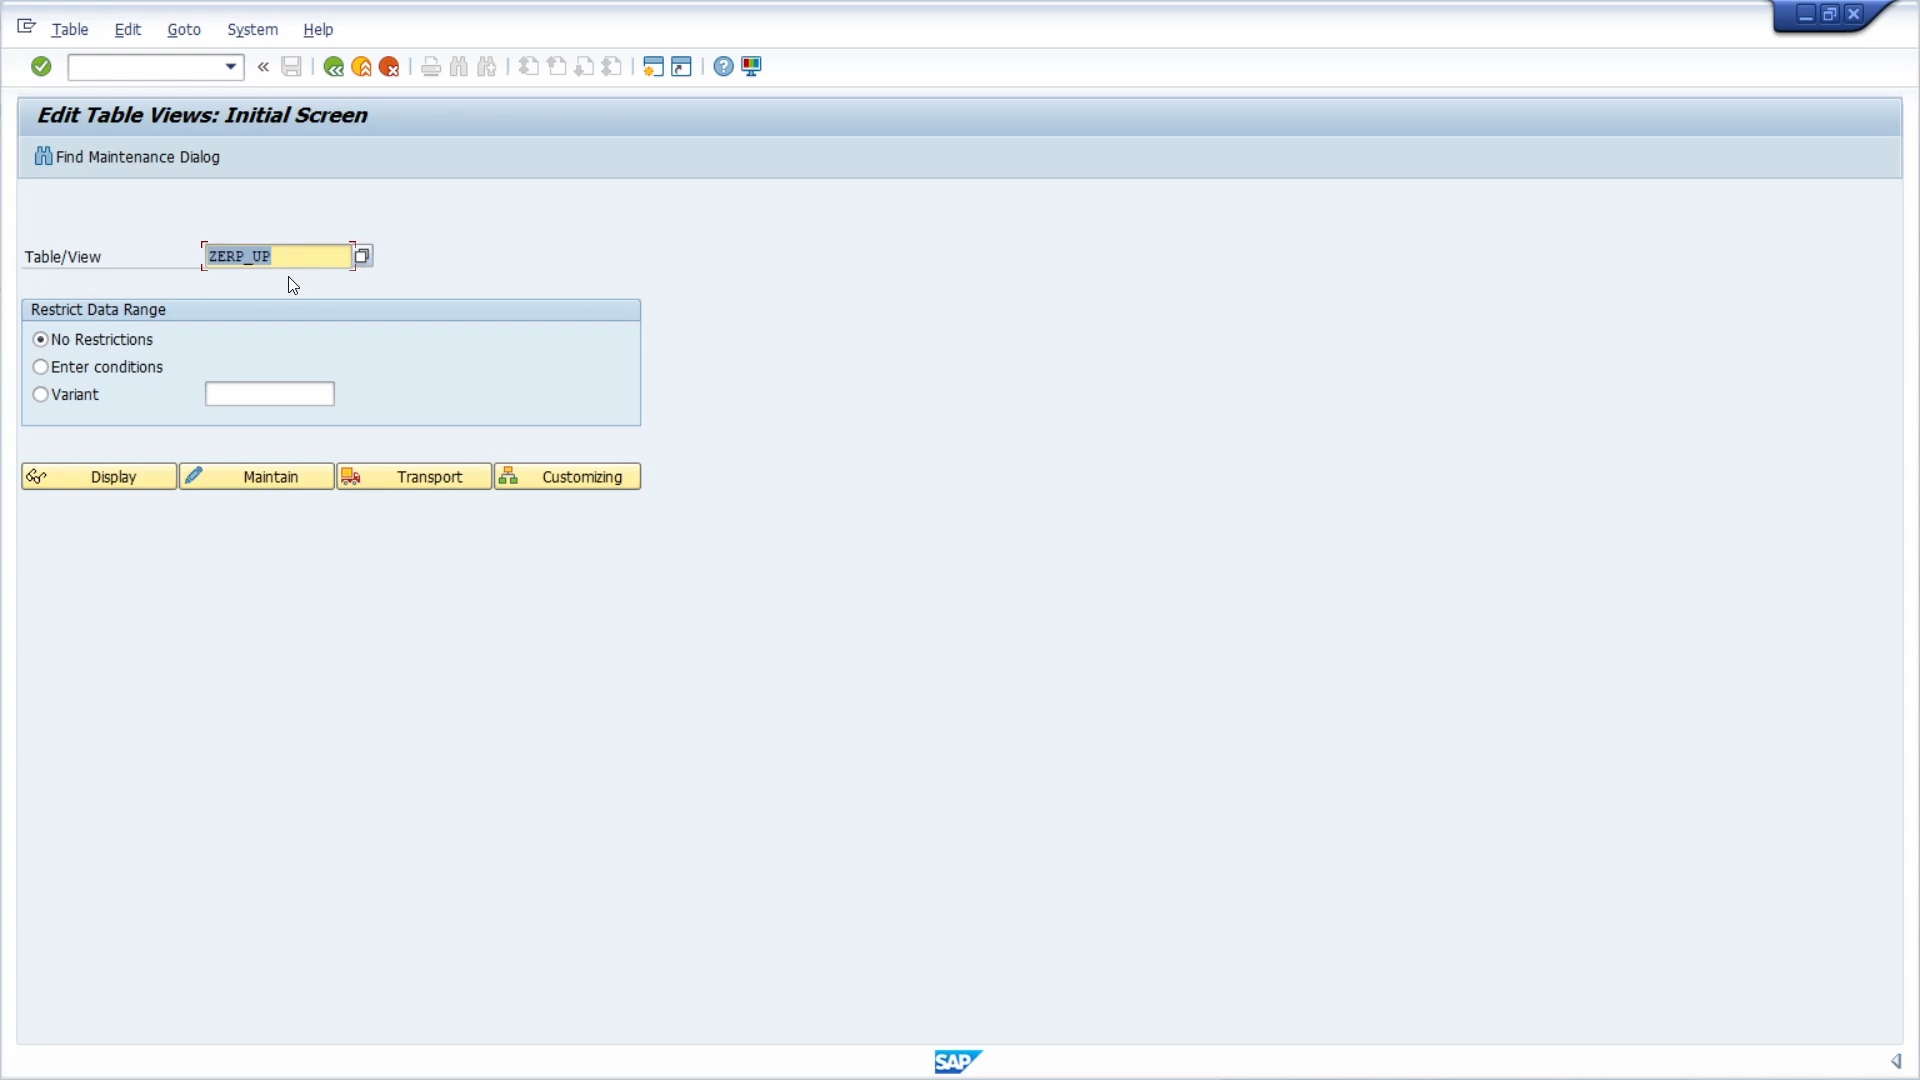 Table Edit Goto System Help
Edit Table Views: Initial Screen
Find Maintenance Dialog
Table/View ZERP_UP
Restrict Data Range
No Restrictions
Enter conditions
Variant
Display Maintain Transport Customizing
SAP